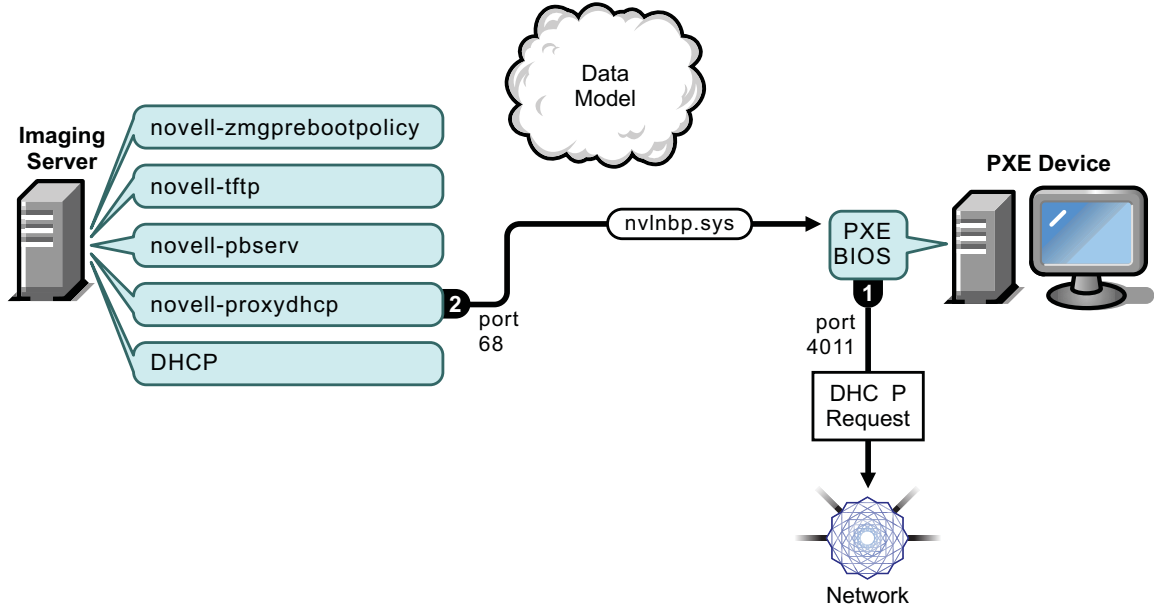 Data
Model
Imaging
Server
novell-zmgprebootpolicy
novell-tftp
novell-pbserv
novell-proxydhcp
DHCP
2
port
68
nvlnbp.sys
PXE
BIOS
1
port
4011
PXE Device
DHC P
Request
Network